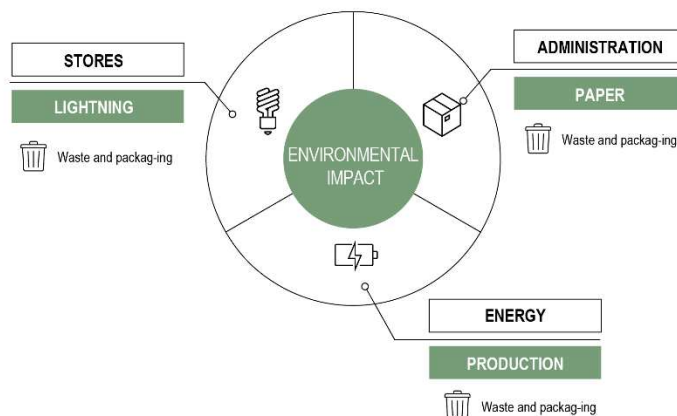 STORES
LIGHTNING
Waste and packag-ing
ENVIRONMENTAL
IMPACT
ADMINISTRATION
PAPER
Waste and packag-ing
ENERGY
PRODUCTION
Waste and packag-ing